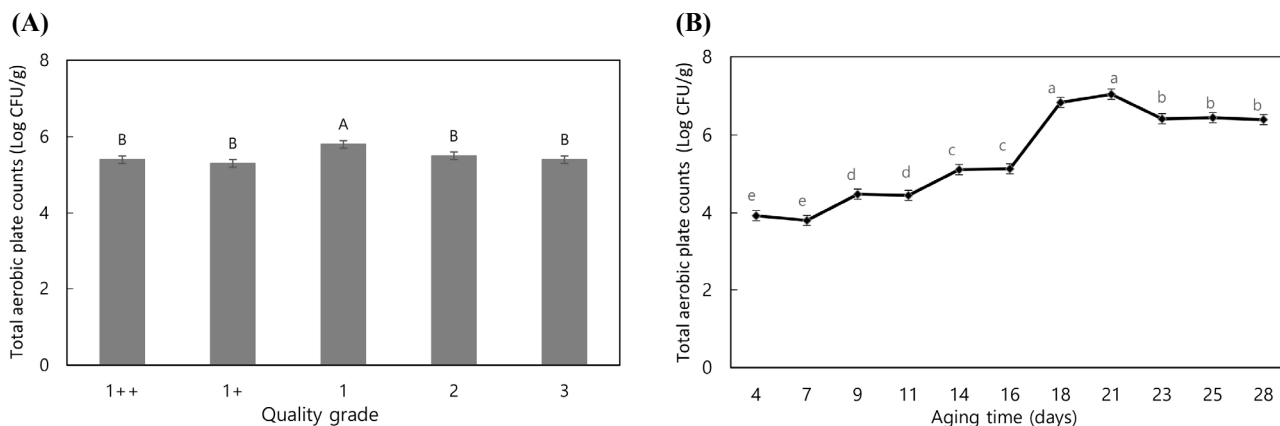 (A)
Total aerobic plate counts (Log CFU/g)
8
6
4
2
0
B
B
A
B
B
1++ 1+ 1 2 3
Quality grade
(B)
Total aerobic plate counts (Log CFU/g)
8
6
4
2
0
e e d d c c a a b b b
4 7 9 11 14 16 18 21 23 25 28
Aging time (days)